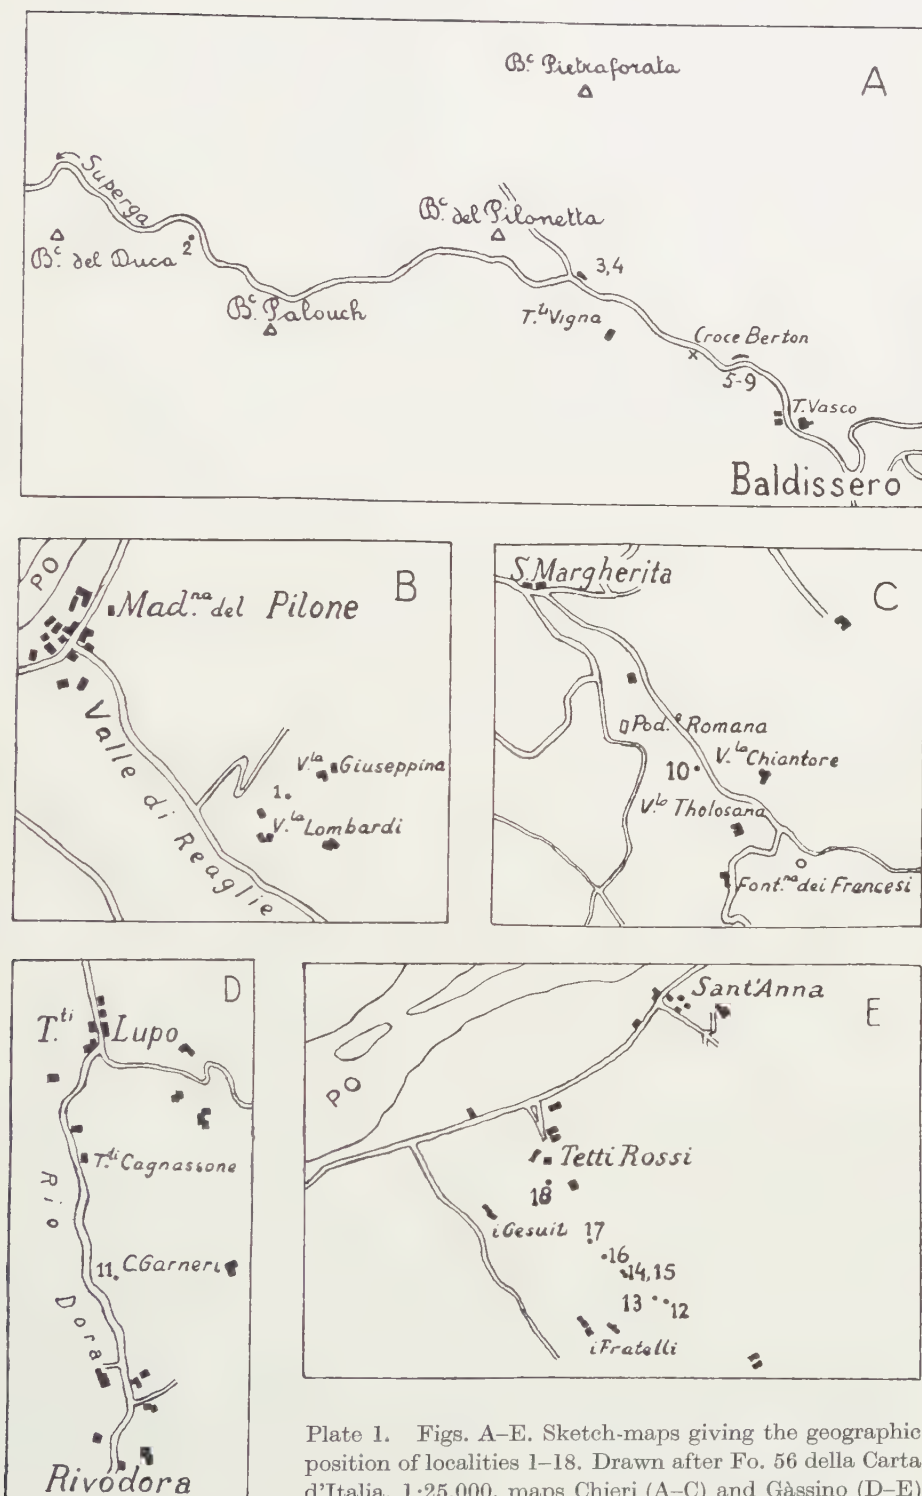 Bᶜ. Pietraforata
A
Superga
Bᶜ. del Pilonetta
Bᶜ. del Duca
2
3,4
Bᶜ. Palouch
T.ᵗⁱ Vigna
Croce Berton
5-9
T. Vasco
Baldissero
B
PO
Mad.ⁿᵃ del Pilone
Valle di Reaglie
V.ˡᵃ Giuseppina
1
V.ˡᵃ Lombardi
C
S. Margherita
Pod.ᵉ Romana
V.ˡᵃ Chiantore
10
V.ˡᵃ Tholosana
Font.ⁿᵃ dei Francesi
D
T.ᵗⁱ Lupo
T.ᵗⁱ Cagnassone
Rio Dora
11
C. Garneri
Rivódora
E
Sant'Anna
PO
Tetti Rossi
18
i Gesuit
17
16
14,15
13
12
i Fratelli
Plate 1. Figs. A–E. Sketch-maps giving the geographic
position of localities 1–18. Drawn after Fo. 56 della Carta
d'Italia, 1:25,000, maps Chieri (A–C) and Gàssino (D–E)